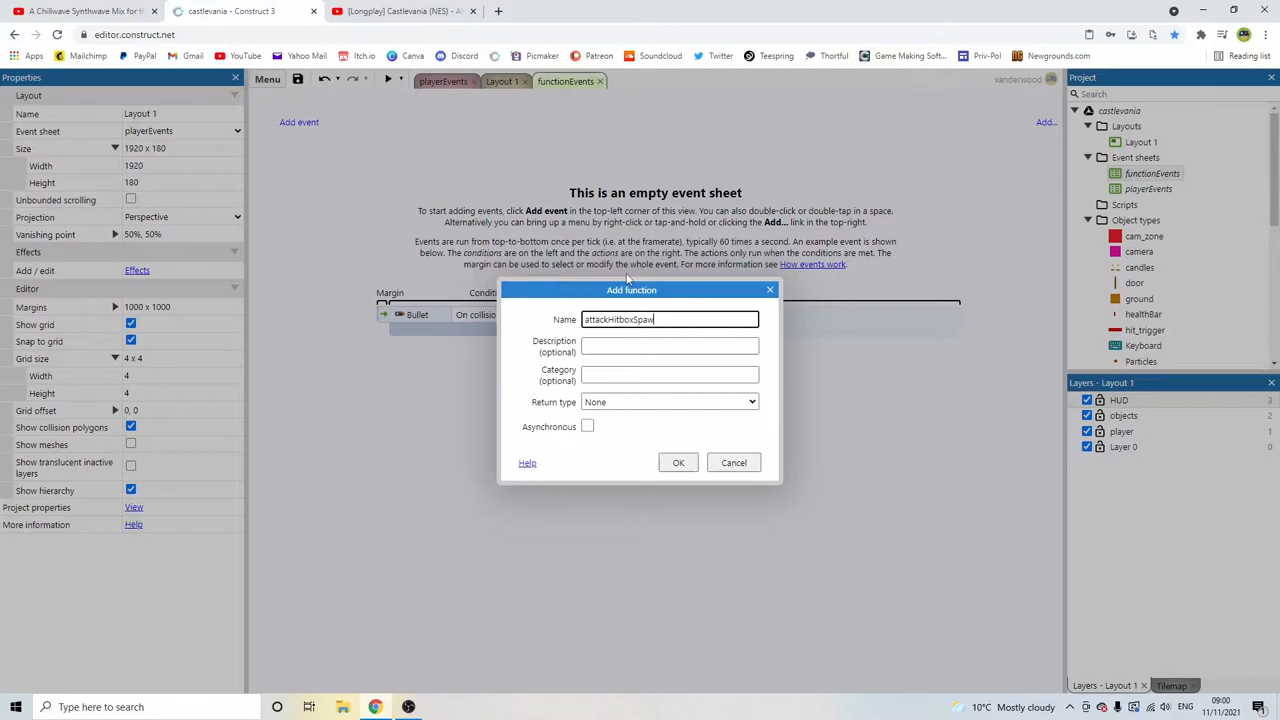 A Chillwave Synthwave Mix for th
castlevania - Construct 3
[Longplay] Castlevania (NES) - A
editor.construct.net
Apps
Mailchimp
PayPal
Gmail
YouTube
Yahoo Mail
Itch.io
Canva
Discord
Picmaker
Patreon
Soundcloud
Twitter
Teespring
Thortful
Game Making Soft...
Priv-Pol
Newgrounds.com
Reading list
Properties
Menu
playerEvents
Layout 1
functionEvents
xanderwood
Project
Layout
Name Layout 1
Event sheet playerEvents
Size 1920 x 180
Width 1920
Height 180
Unbounded scrolling
Projection Perspective
Vanishing point 50%, 50%
Effects
Add / edit Effects
Editor
Margins 1000 x 1000
Show grid
Snap to grid
Grid size 4 x 4
Width 4
Height 4
Grid offset 0, 0
Show collision polygons
Show meshes
Show translucent inactive
layers
Show hierarchy
Project properties View
More information Help
Add event
Add...
This is an empty event sheet
To start adding events, click Add event in the top-left corner of this view. You can also double-click or double-tap in a space.
Alternatively you can bring up a menu by right-click or tap-and-hold or clicking the Add... link in the top-right.
Events are run from top-to-bottom once per tick (i.e. at the framerate), typically 60 times a second. An example event is shown
below. The conditions are on the left and the actions are on the right. The actions only run when the conditions are met. The
margin can be used to select or modify the whole event. For more information see How events work.
Margin
Conditi
Bullet
On collisio
Add function
Name attackHitboxSpaw
Description
(optional)
Category
(optional)
Return type None
Asynchronous
Help
OK
Cancel
Search
castlevania
Layouts
Layout 1
Event sheets
functionEvents
playerEvents
Scripts
Object types
cam_zone
camera
candles
door
ground
healthBar
hit_trigger
Keyboard
Particles
Layers - Layout 1
HUD 3
objects 2
player 1
Layer 0 0
Layers - Layout 1
Tilemap
Type here to search
10°C Mostly cloudy
09:00
11/11/2021
1